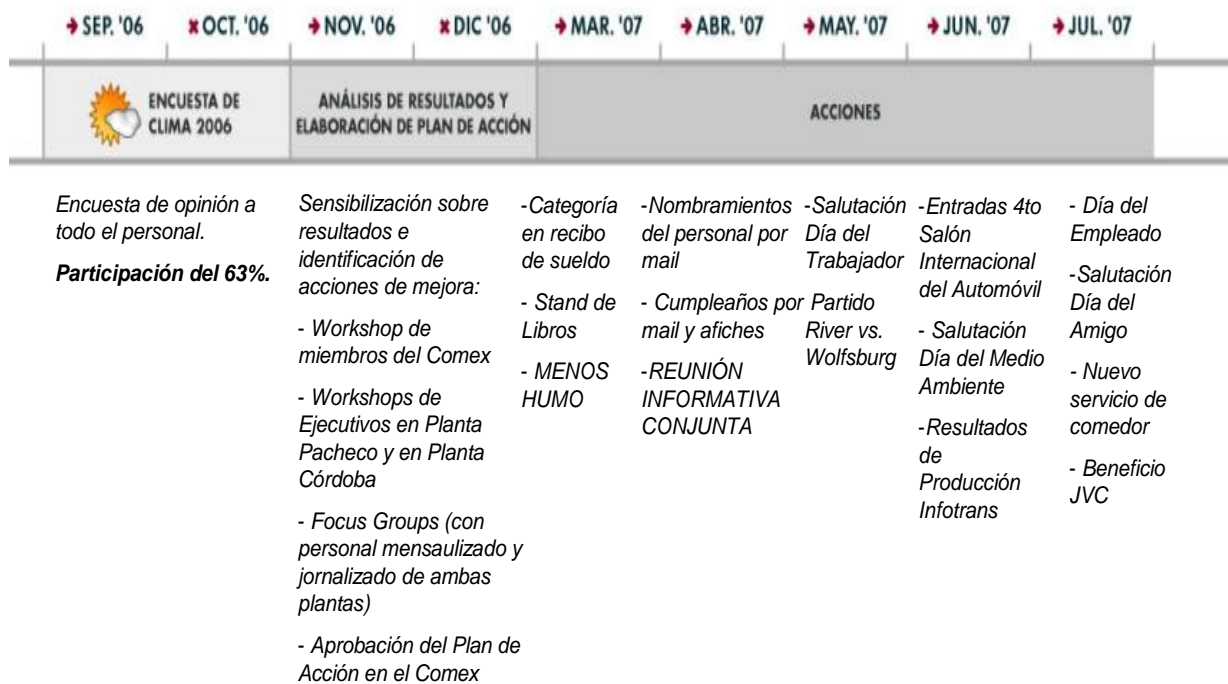 SEP. '06
OCT. '06
NOV. '06
DIC '06
MAR. '07
ABR. '07
MAY. '07
JUN. '07
JUL. '07
ENCUESTA DE
CLIMA 2006
ANÁLISIS DE RESULTADOS Y
ELABORACIÓN DE PLAN DE ACCIÓN
ACCIONES
Encuesta de opinión a
todo el personal.
Participación del 63%.
Sensibilización sobre
resultados e
identificación de
acciones de mejora:
- Workshop de
miembros del Comex
- Workshops de
Ejecutivos en Planta
Pacheco y en Planta
Córdoba
- Focus Groups (con
personal mensaulizado y
jornalizado de ambas
plantas)
- Aprobación del Plan de
Acción en el Comex
-Categoría
en recibo
de sueldo
- Stand de
Libros
- MENOS
HUMO
-Nombramientos
del personal por
mail
- Cumpleaños por
mail y afiches
-REUNIÓN
INFORMATIVA
CONJUNTA
-Salutación
Día del
Trabajador
- Partido
River vs.
Wolfsburg
-Entradas 4to
Salón
Internacional
del Automóvil
- Salutación
Día del Medio
Ambiente
-Resultados
de
Producción
Infotrans
- Día del
Empleado
-Salutación
Día del
Amigo
- Nuevo
servicio de
comedor
- Beneficio
JVC